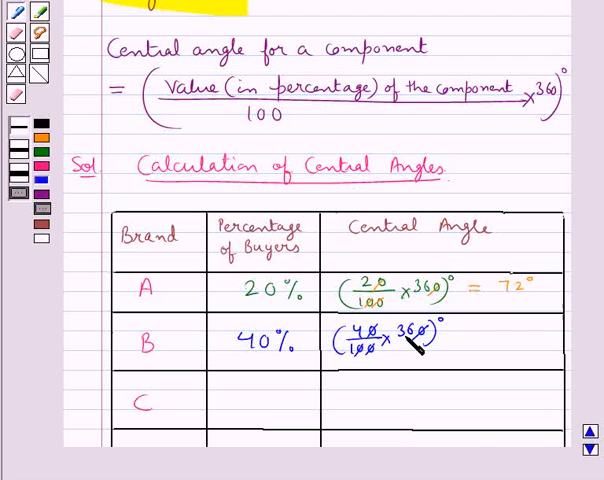 Central angle for a component
= (Value (in percentage) of the component / 100 × 360)°
Sol. Calculation of Central Angles.
Brand Percentage of Buyers Central Angle
A 20% (20/100 × 360)° = 72°
B 40% (40/100 × 360)°
C